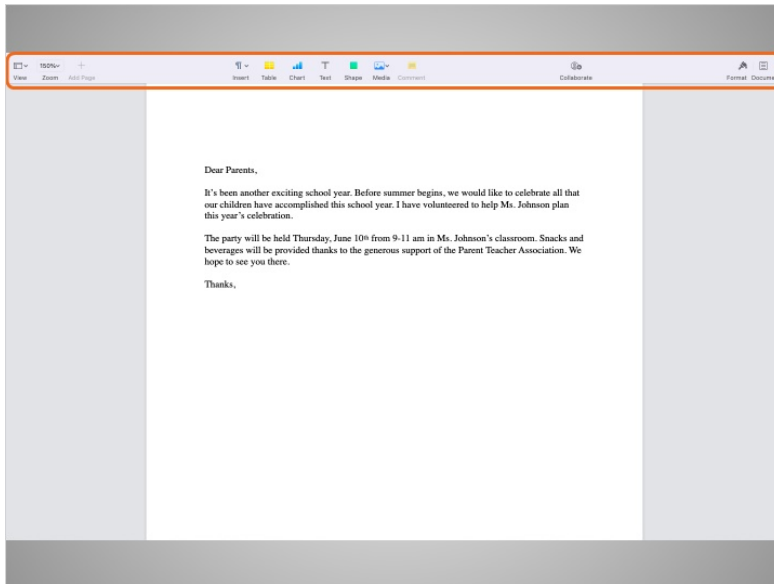 150%
View Zoom Add Page Insert Table Chart Text Shape Media Comment Collaborate Format Docume
Dear Parents,
It's been another exciting school year. Before summer begins, we would like to celebrate all that
our children have accomplished this school year. I have volunteered to help Ms. Johnson plan
this year's celebration.
The party will be held Thursday, June 10th from 9-11 am in Ms. Johnson's classroom. Snacks and
beverages will be provided thanks to the generous support of the Parent Teacher Association. We
hope to see you there.
Thanks,